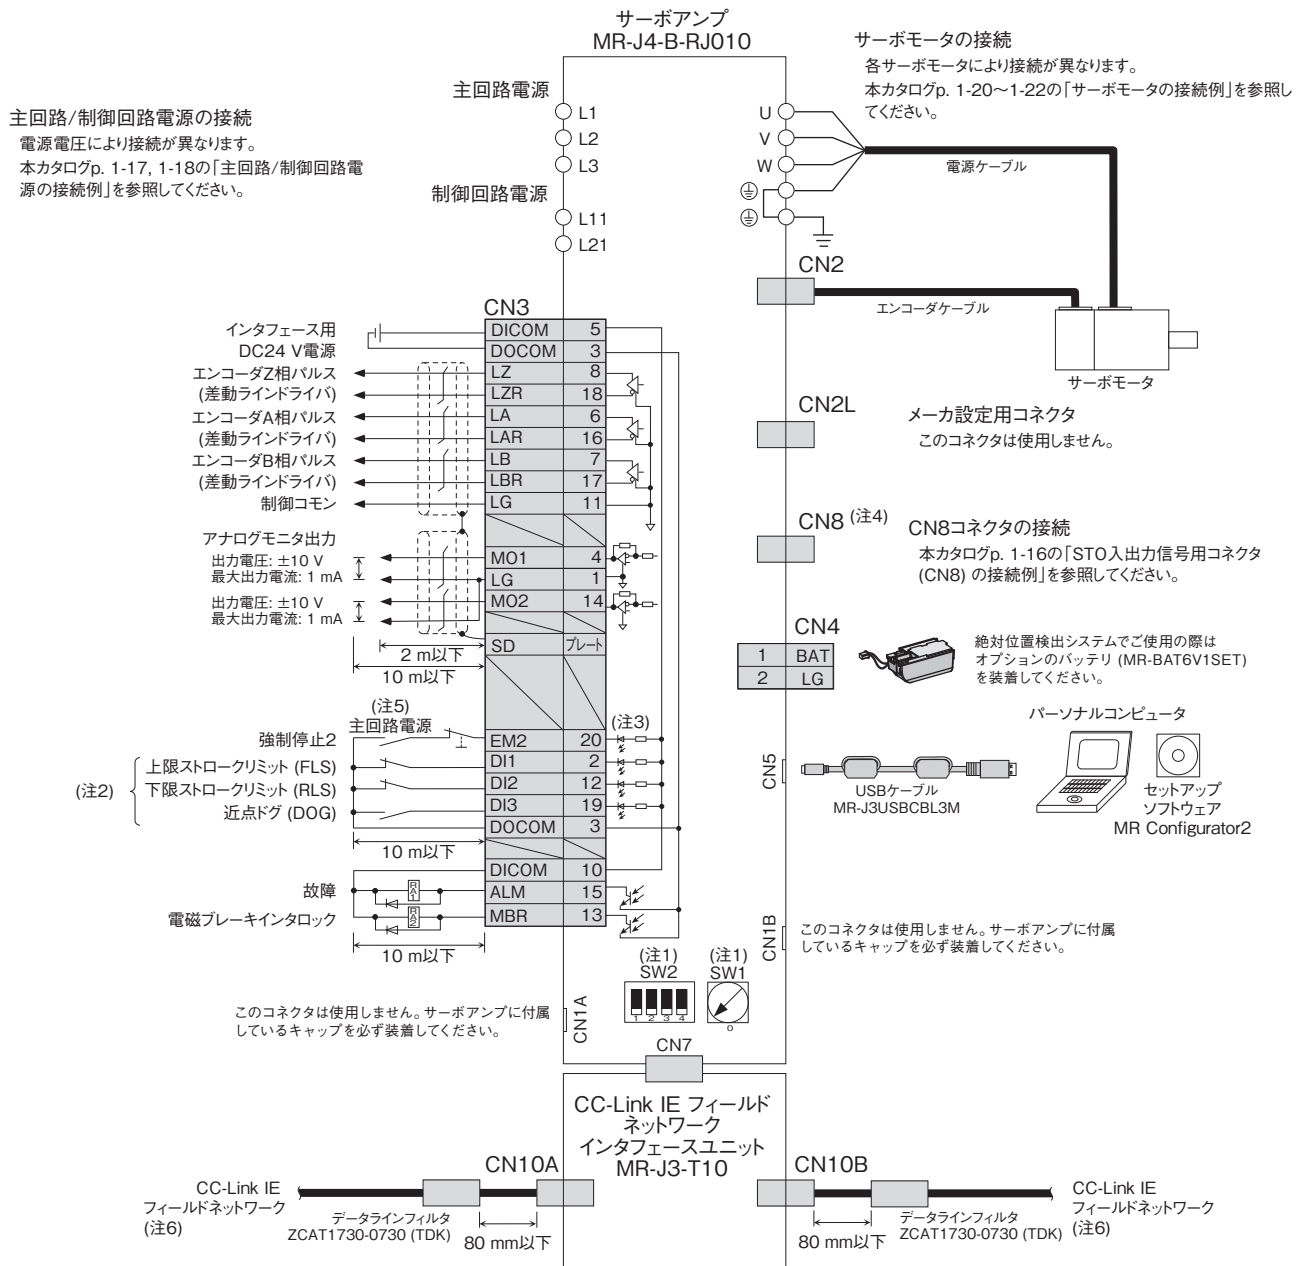 サーボアンプ
MR-J4-B-RJ010
主回路/制御回路電源の接続
電源電圧により接続が異なります。
本カタログp. 1-17, 1-18の「主回路/制御回路電
源の接続例」を参照してください。
主回路電源
L1
L2
L3
制御回路電源
L11
L21
サーボモータの接続
各サーボモータにより接続が異なります。
本カタログp. 1-20～1-22の「サーボモータの接続例」を参照し
てください。
U
V
W
電源ケーブル
CN2
エンコーダケーブル
サーボモータ
CN2L
メーカ設定用コネクタ
このコネクタは使用しません。
CN8 (注4)
CN8コネクタの接続
本カタログp. 1-16の「STO入出力信号用コネクタ
(CN8) の接続例」を参照してください。
CN4
1 BAT
2 LG
絶対位置検出システムでご使用の際は
オプションのバッテリ (MR-BAT6V1SET)
を装着してください。
CN5
USBケーブル
MR-J3USBCBL3M
パーソナルコンピュータ
セットアップ
ソフトウェア
MR Configurator2
CN1B
このコネクタは使用しません。サーボアンプに付属
しているキャップを必ず装着してください。
CN3
インタフェース用
DC24 V電源
DICOM 5
DOCOM 3
エンコーダZ相パルス
(差動ラインドライバ)
LZ 8
LZR 18
エンコーダA相パルス
(差動ラインドライバ)
LA 6
LAR 16
エンコーダB相パルス
(差動ラインドライバ)
LB 7
LBR 17
制御コモン
LG 11
アナログモニタ出力
出力電圧: ±10 V
最大出力電流: 1 mA
MO1 4
LG 1
出力電圧: ±10 V
最大出力電流: 1 mA
MO2 14
SD プレート
2 m以下
10 m以下
(注5)
主回路電源
(注3)
強制停止2
EM2 20
(注2)
上限ストロークリミット (FLS)
DI1 2
下限ストロークリミット (RLS)
DI2 12
近点ドグ (DOG)
DI3 19
DOCOM 3
10 m以下
DICOM 10
故障
RA1
ALM 15
電磁ブレーキインタロック
RA2
MBR 13
10 m以下
このコネクタは使用しません。サーボアンプに付属
しているキャップを必ず装着してください。
CN1A
(注1)
SW2
1 2 3 4
(注1)
SW1
0
CN7
CC-Link IE フィールド
ネットワーク
インタフェースユニット
MR-J3-T10
CN10A
CC-Link IE
フィールドネットワーク
(注6)
データラインフィルタ
ZCAT1730-0730 (TDK)
80 mm以下
CN10B
80 mm以下
データラインフィルタ
ZCAT1730-0730 (TDK)
CC-Link IE
フィールドネットワーク
(注6)